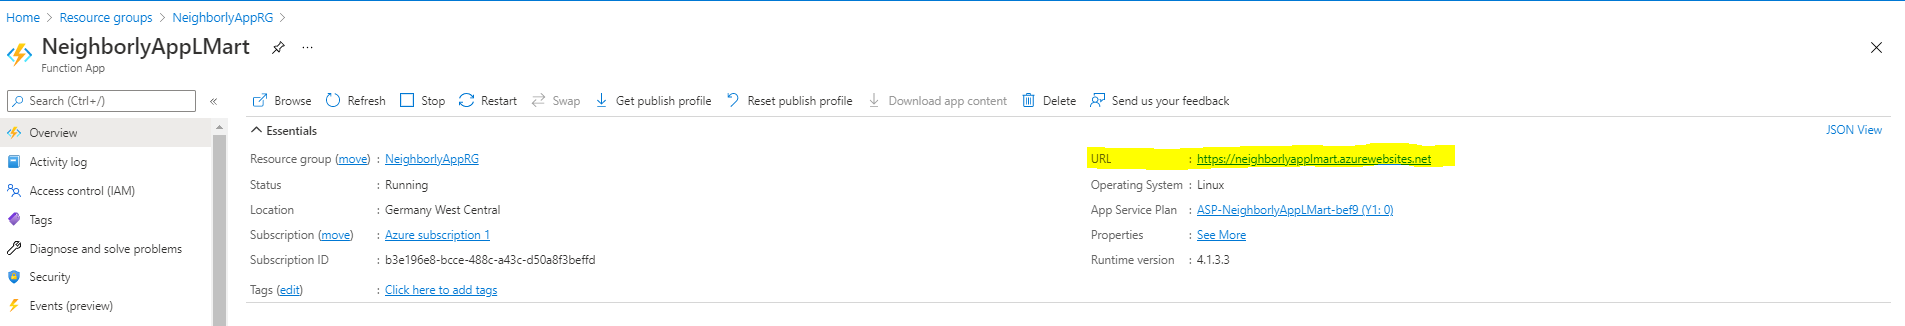 Home > Resource groups > NeighborlyAppRG >
NeighborlyAppLMart ...
Function App
Search (Ctrl+/) «
Browse Refresh Stop Restart Swap Get publish profile Reset publish profile Download app content Delete Send us your feedback
Overview
Activity log
Access control (IAM)
Tags
Diagnose and solve problems
Security
Events (preview)
Essentials JSON View
Resource group (move) : NeighborlyAppRG
Status : Running
Location : Germany West Central
Subscription (move) : Azure subscription 1
Subscription ID : b3e196e8-bcce-488c-a43c-d50a8f3beffd
Tags (edit) : Click here to add tags
URL : https://neighborlyapplmart.azurewebsites.net
Operating System : Linux
App Service Plan : ASP-NeighborlyAppLMart-bef9 (Y1: 0)
Properties : See More
Runtime version : 4.1.3.3